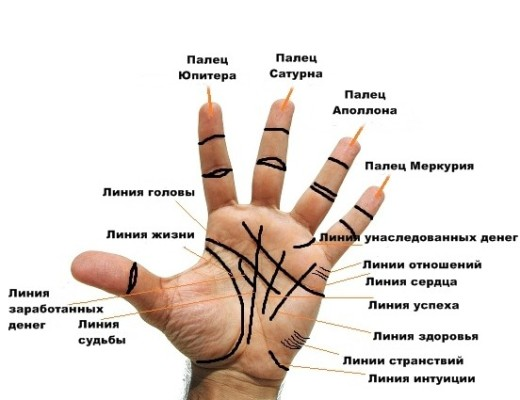 Палец
Юпитера
Палец
Сатурна
Палец
Аполлона
Палец Меркурия
Линия головы
Линия жизни
Линия унаследованных денег
Линии отношений
Линия сердца
Линия успеха
Линия
заработанных
денег
Линия
судьбы
Линия здоровья
Линии странствий
Линия интуиции